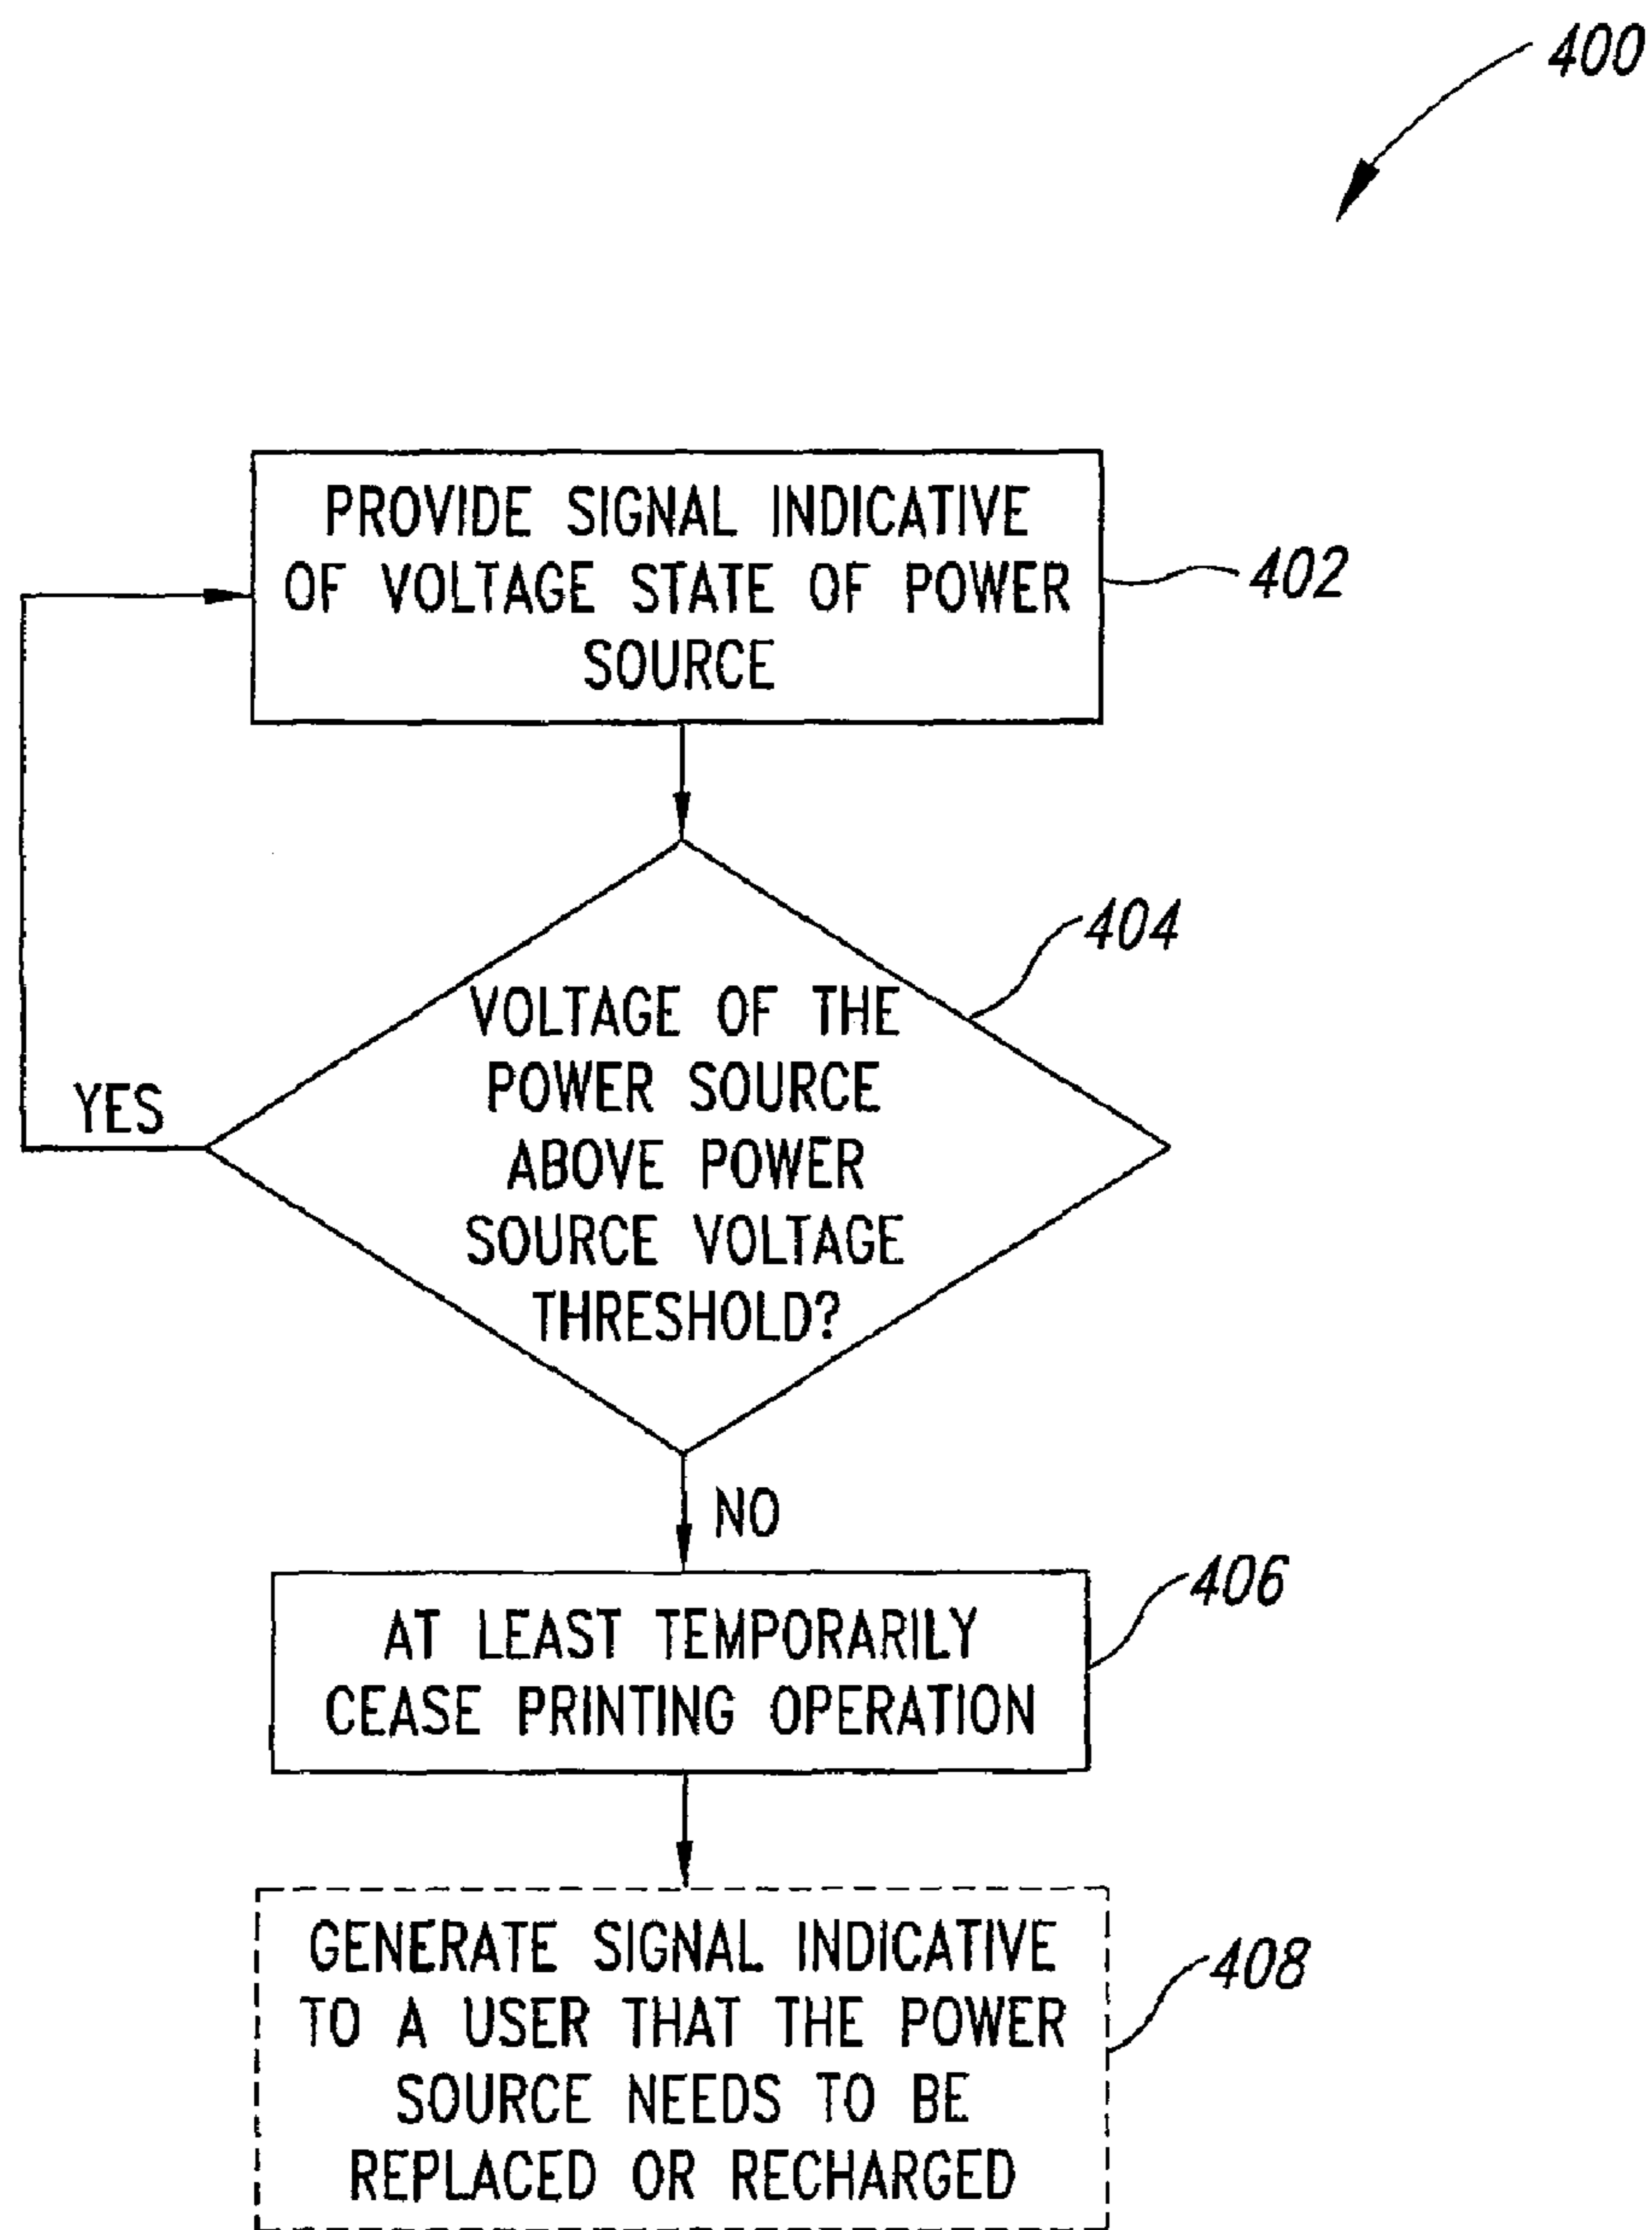 400
PROVIDE SIGNAL INDICATIVE
OF VOLTAGE STATE OF POWER
SOURCE
402
404
VOLTAGE OF THE
POWER SOURCE
ABOVE POWER
SOURCE VOLTAGE
THRESHOLD?
YES
NO
406
AT LEAST TEMPORARILY
CEASE PRINTING OPERATION
GENERATE SIGNAL INDICATIVE
TO A USER THAT THE POWER
SOURCE NEEDS TO BE
REPLACED OR RECHARGED
408